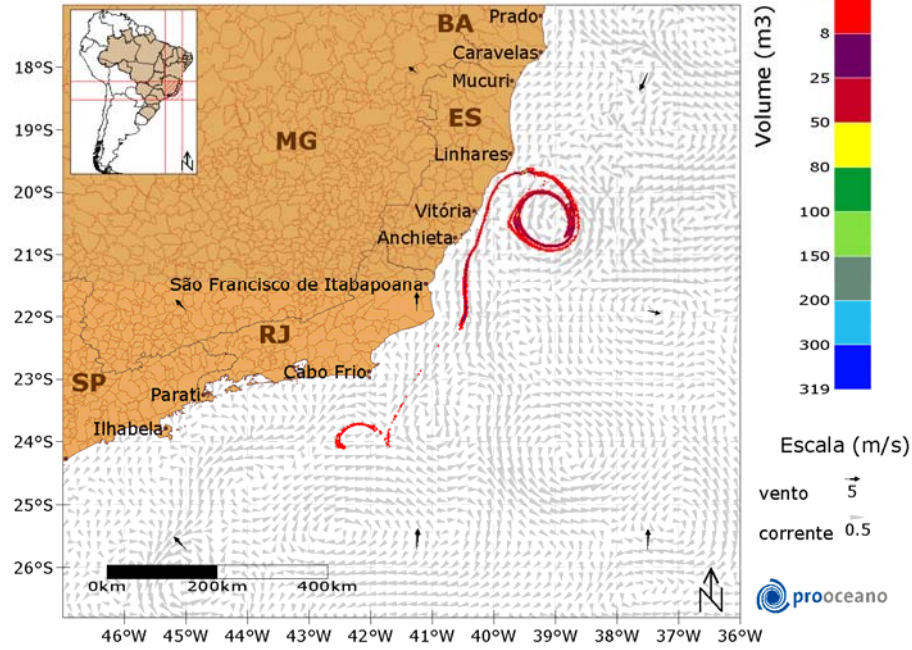 BA
Prado
Caravelas
Mucuri
ES
MG
Linhares
Vitória
Anchieta
São Francisco de Itabapoana
RJ
Cabo Frio
SP
Parati
Ilhabela
18°S
19°S
20°S
21°S
22°S
23°S
24°S
25°S
26°S
46°W
45°W
44°W
43°W
42°W
41°W
40°W
39°W
38°W
37°W
36°W
0km
200km
400km
N
N
Volume (m3)
8
25
50
80
100
150
200
300
319
Escala (m/s)
vento
5
corrente
0.5
prooceano